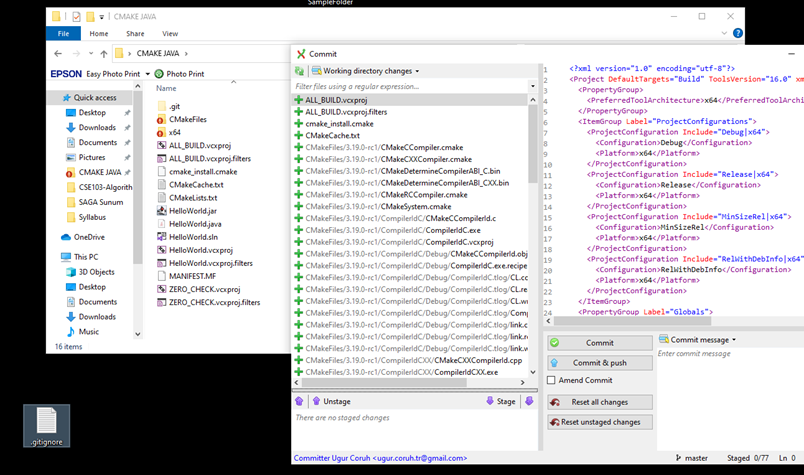 SampleFolder
CMAKE JAVA
File
Home
Share
View
CMAKE JAVA
EPSON Easy Photo Print
Photo Print
Name
Quick access
Desktop
Downloads
Documents
Pictures
CMAKE JAVA
CSE103-Algorith
SAGA Sunum
Syllabus
OneDrive
This PC
3D Objects
Desktop
Documents
Downloads
Music
.git
CMakeFiles
x64
ALL_BUILD.vcxproj
ALL_BUILD.vcxproj.filters
cmake_install.cmake
CMakeCache.txt
CMakeLists.txt
HelloWorld.jar
HelloWorld.java
HelloWorld.sln
HelloWorld.vcxproj
HelloWorld.vcxproj.filters
MANIFEST.MF
ZERO_CHECK.vcxproj
ZERO_CHECK.vcxproj.filters
16 items
.gitignore
Commit
Working directory changes
Filter files using a regular expression...
ALL_BUILD.vcxproj
ALL_BUILD.vcxproj.filters
cmake_install.cmake
CMakeCache.txt
CMakeFiles/3.19.0-rc1/CMakeCCompiler.cmake
CMakeFiles/3.19.0-rc1/CMakeCXXCompiler.cmake
CMakeFiles/3.19.0-rc1/CMakeDetermineCompilerABI_C.bin
CMakeFiles/3.19.0-rc1/CMakeDetermineCompilerABI_CXX.bin
CMakeFiles/3.19.0-rc1/CMakeRCCompiler.cmake
CMakeFiles/3.19.0-rc1/CMakeSystem.cmake
CMakeFiles/3.19.0-rc1/CompilerIdC/CMakeCCompilerId.c
CMakeFiles/3.19.0-rc1/CompilerIdC/CompilerIdC.exe
CMakeFiles/3.19.0-rc1/CompilerIdC/CompilerIdC.vcxproj
CMakeFiles/3.19.0-rc1/CompilerIdC/Debug/CMakeCCompilerId.obj
CMakeFiles/3.19.0-rc1/CompilerIdC/Debug/CompilerIdC.exe.recipe
CMakeFiles/3.19.0-rc1/CompilerIdC/Debug/CompilerIdC.tlog/CL.co
CMakeFiles/3.19.0-rc1/CompilerIdC/Debug/CompilerIdC.tlog/CL.re
CMakeFiles/3.19.0-rc1/CompilerIdC/Debug/CompilerIdC.tlog/CL.wr
CMakeFiles/3.19.0-rc1/CompilerIdC/Debug/CompilerIdC.tlog/Comp
CMakeFiles/3.19.0-rc1/CompilerIdC/Debug/CompilerIdC.tlog/link.c
CMakeFiles/3.19.0-rc1/CompilerIdC/Debug/CompilerIdC.tlog/link.re
CMakeFiles/3.19.0-rc1/CompilerIdC/Debug/CompilerIdC.tlog/link.w
CMakeFiles/3.19.0-rc1/CompilerIdCXX/CMakeCXXCompilerId.cpp
CMakeFiles/3.19.0-rc1/CompilerIdCXX/CompilerIdCXX.exe
Unstage
Stage
There are no staged changes
1 <?xml version="1.0" encoding="utf-8"?>
2 <Project DefaultTargets="Build" ToolsVersion="16.0" xm
3 <PropertyGroup>
4 <PreferredToolArchitecture>x64</PreferredToolArchi
5 </PropertyGroup>
6 <ItemGroup Label="ProjectConfigurations">
7 <ProjectConfiguration Include="Debug|x64">
8 <Configuration>Debug</Configuration>
9 <Platform>x64</Platform>
10 </ProjectConfiguration>
11 <ProjectConfiguration Include="Release|x64">
12 <Configuration>Release</Configuration>
13 <Platform>x64</Platform>
14 </ProjectConfiguration>
15 <ProjectConfiguration Include="MinSizeRel|x64">
16 <Configuration>MinSizeRel</Configuration>
17 <Platform>x64</Platform>
18 </ProjectConfiguration>
19 <ProjectConfiguration Include="RelWithDebInfo|x64"
20 <Configuration>RelWithDebInfo</Configuration>
21 <Platform>x64</Platform>
22 </ProjectConfiguration>
23 </ItemGroup>
24 <PropertyGroup Label="Globals">
Commit
Commit & push
Amend Commit
Reset all changes
Reset unstaged changes
Commit message
Enter commit message
Committer Ugur Coruh <ugur.coruh.tr@gmail.com>
master
Staged 0/77
Ln 0